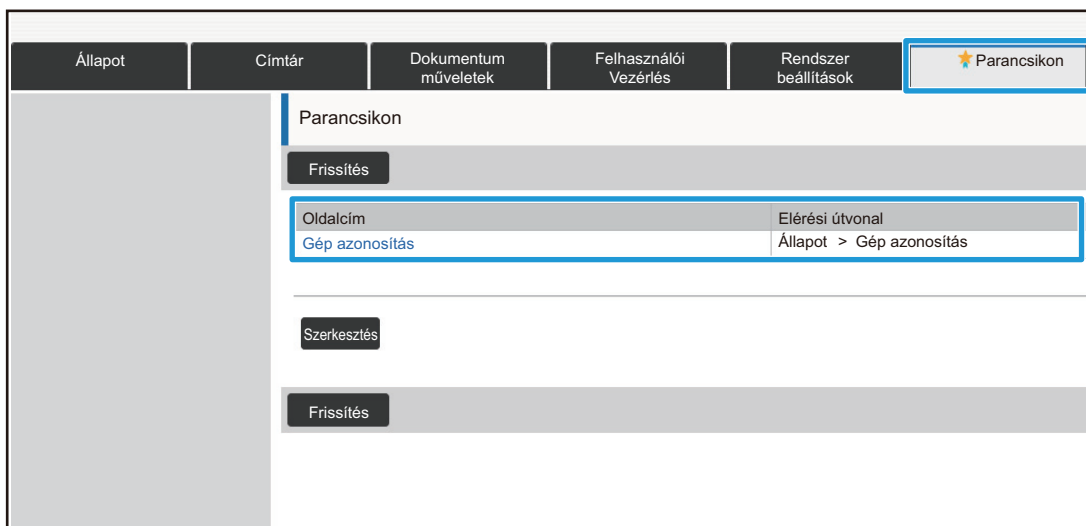 Állapot
Címtár
Dokumentum
műveletek
Felhasználói
Vezérlés
Rendszer
beállítások
Parancsikon
Parancsikon
Frissítés
Oldalcím Elérési útvonal
Gép azonosítás Állapot > Gép azonosítás
Szerkesztés
Frissítés